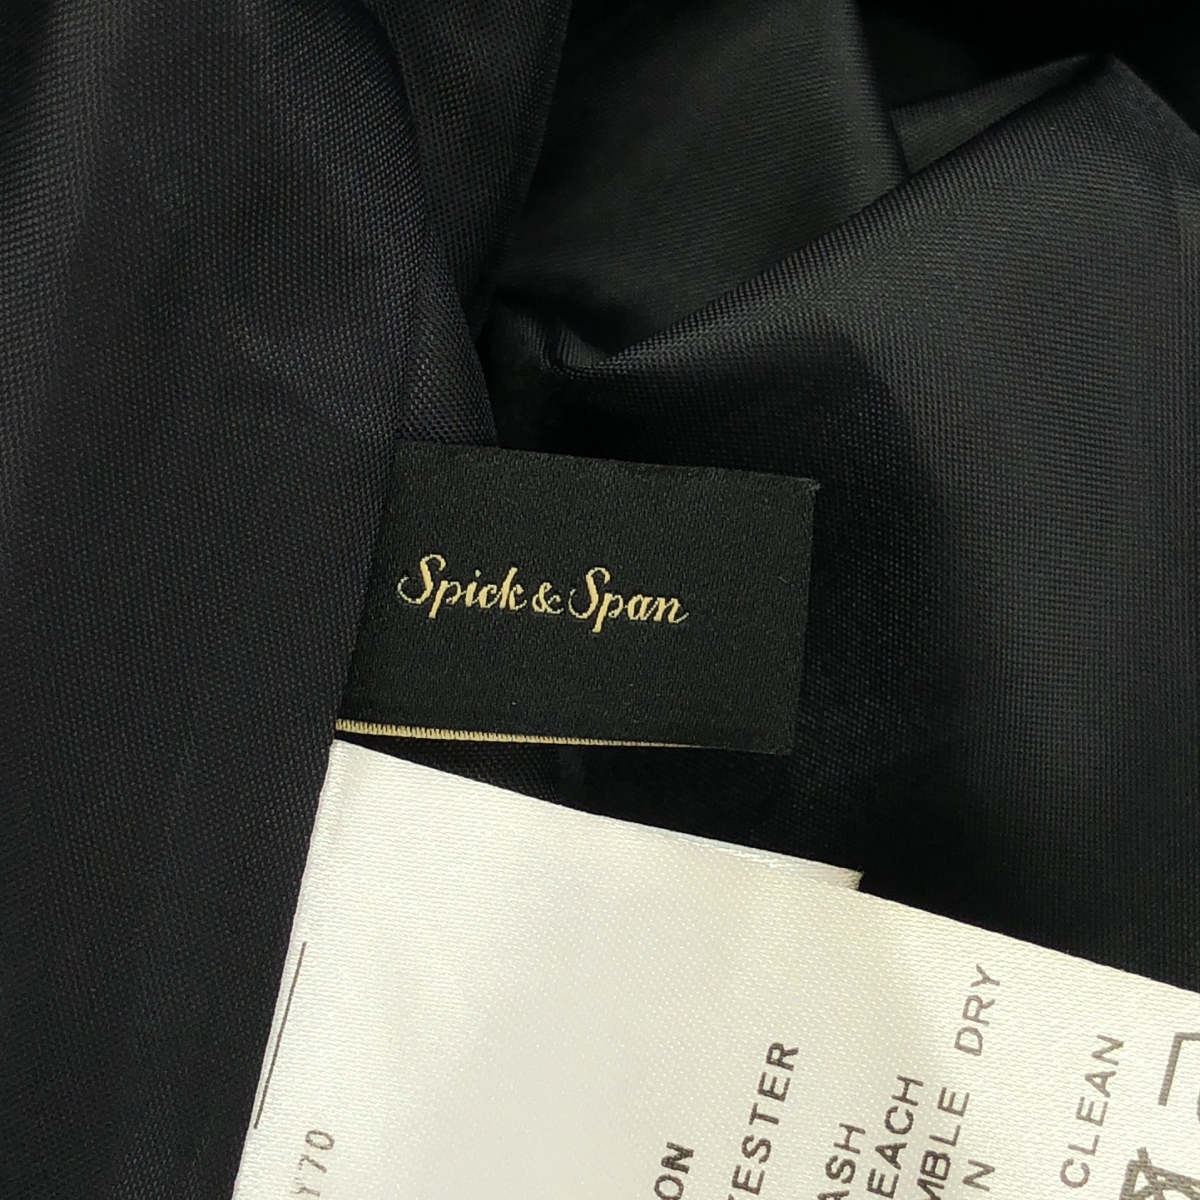 Spick & Span
Y70
ON
ESTER
ASH
EACH
MBLE DRY
N
CLEAN